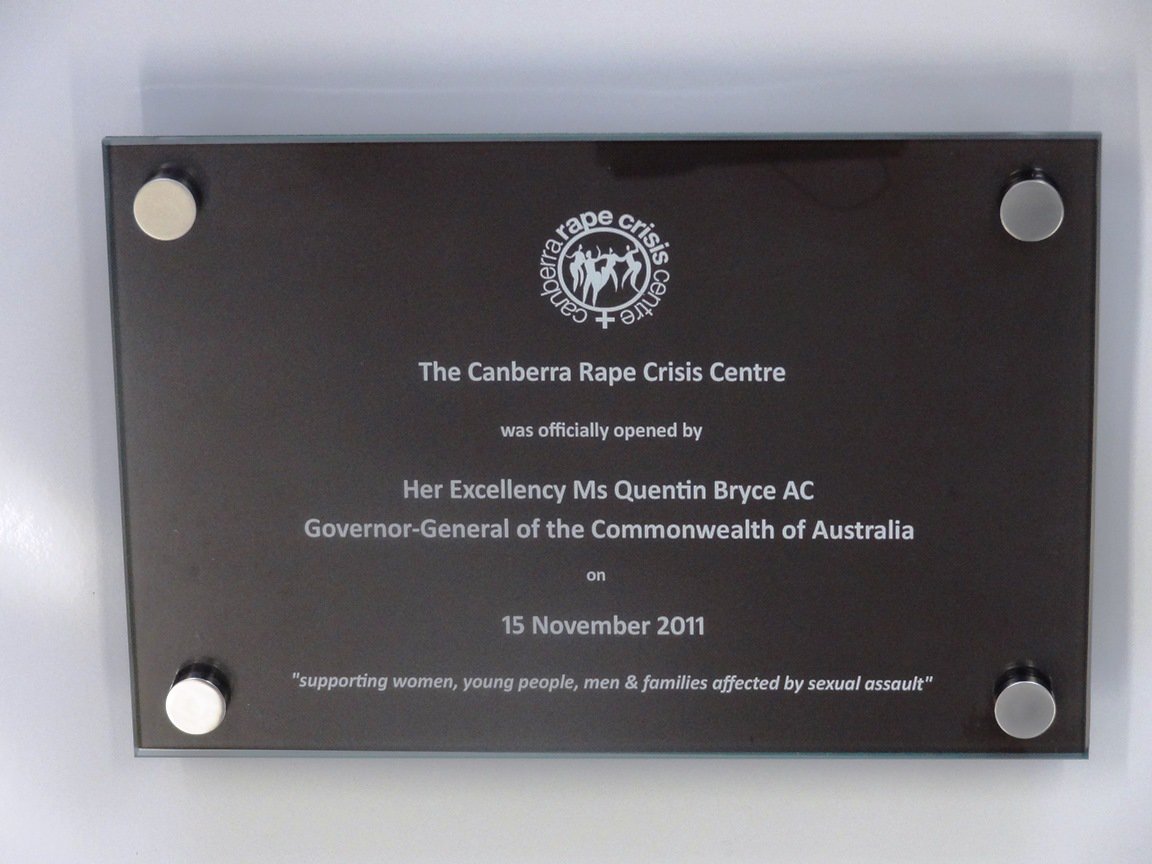 canberra rape crisis centre
The Canberra Rape Crisis Centre
was officially opened by
Her Excellency Ms Quentin Bryce AC
Governor-General of the Commonwealth of Australia
on
15 November 2011
"supporting women, young people, men & families affected by sexual assault"